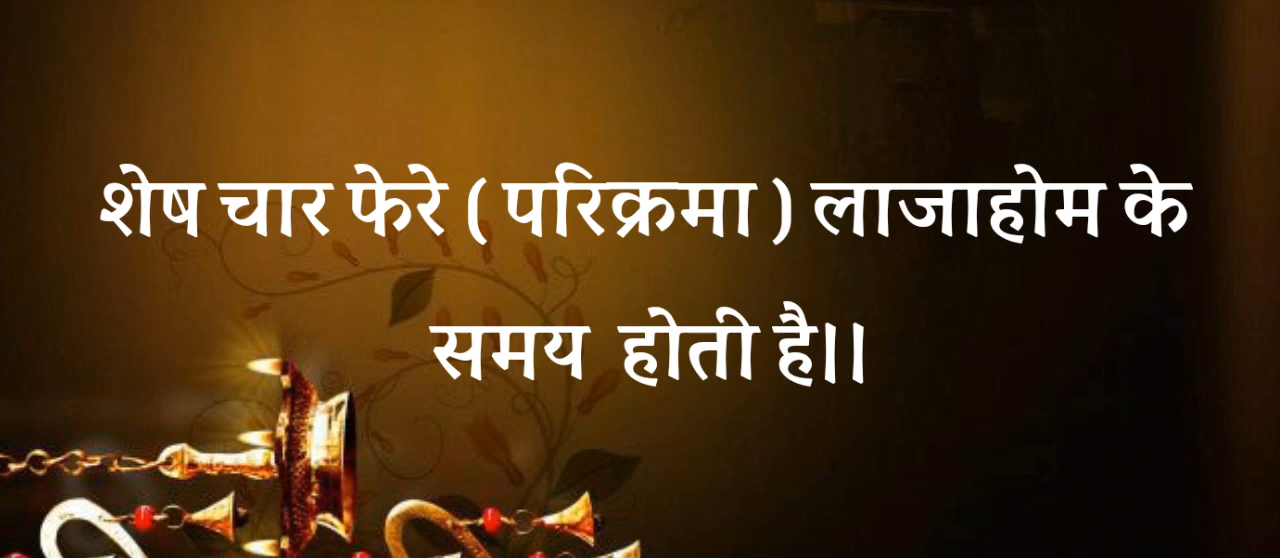 शेष चार फेरे ( परिक्रमा ) लाजाहोम के
समय होती है।।